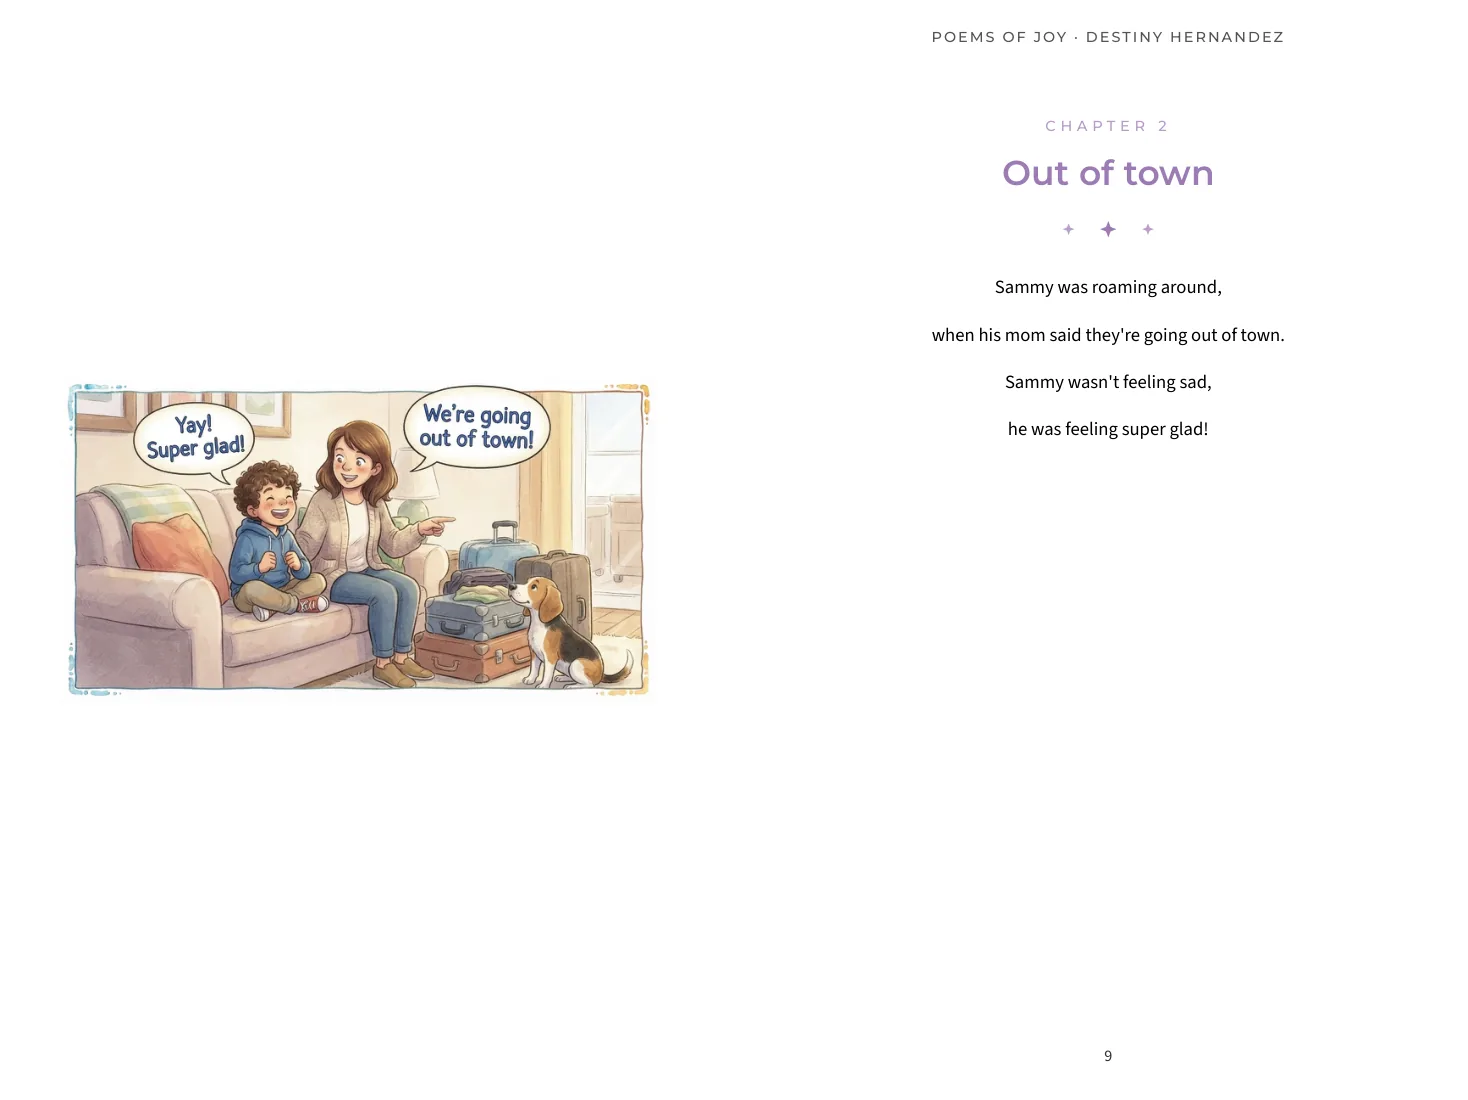 Yay!
Super glad!
We're going
out of town!
POEMS OF JOY · DESTINY HERNANDEZ
CHAPTER 2
Out of town
Sammy was roaming around,
when his mom said they're going out of town.
Sammy wasn't feeling sad,
he was feeling super glad!
9